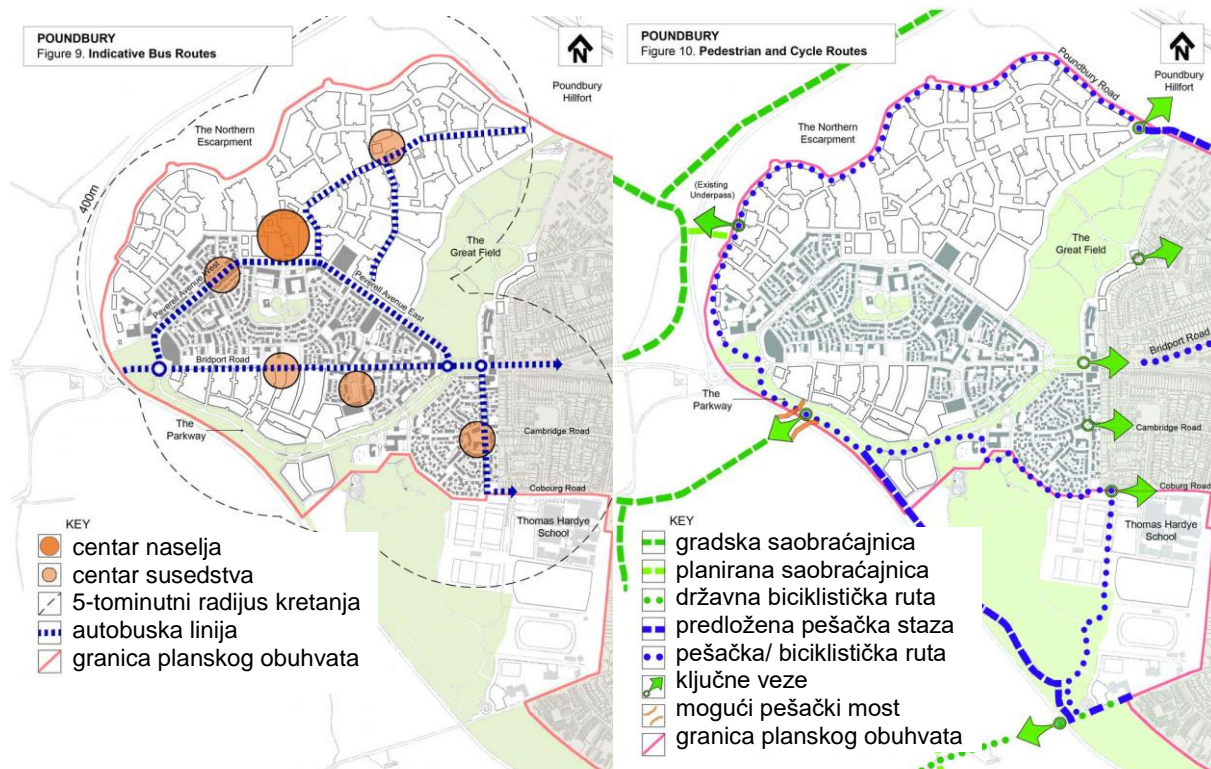 POUNDBURY
Figure 9. Indicative Bus Routes
N
Poundbury
Hillfort
The Northern
Escarpment
400m
The
Great Field
Peverell Avenue West
Peverell Avenue East
Bridport Road
The
Parkway
Cambridge Road
Cobourg Road
Thomas Hardye
School
KEY
centar naselja
centar susedstva
5-tominutni radijus kretanja
autobuska linija
granica planskog obuhvata
POUNDBURY
Figure 10. Pedestrian and Cycle Routes
N
Poundbury Road
Poundbury
Hillfort
The Northern
Escarpment
(Existing
Underpass)
The
Great Field
Bridport Road
The
Parkway
Cambridge Road
Coburg Road
Thomas Hardye
School
KEY
gradska saobraćajnica
planirana saobraćajnica
državna biciklistička ruta
predložena pešačka staza
pešačka/ biciklistička ruta
ključne veze
mogući pešački most
granica planskog obuhvata